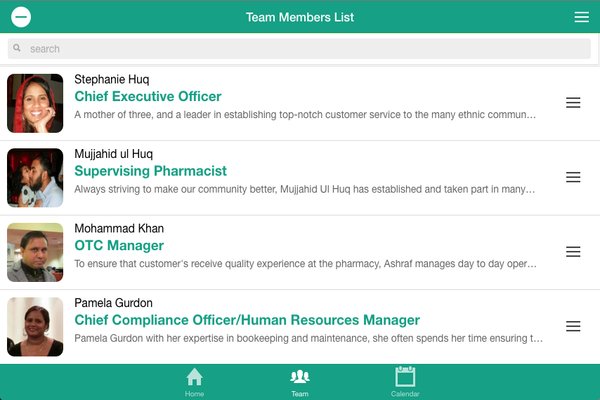 Team Members List
search
Stephanie Huq
Chief Executive Officer
A mother of three, and a leader in establishing top-notch customer service to the many ethnic commun…
Mujjahid ul Huq
Supervising Pharmacist
Always striving to make our community better, Mujjahid Ul Huq has established and taken part in many…
Mohammad Khan
OTC Manager
To ensure that customer's receive quality experience at the pharmacy, Ashraf manages day to day oper…
Pamela Gurdon
Chief Compliance Officer/Human Resources Manager
Pamela Gurdon with her expertise in bookeeping and maintenance, she often spends her time ensuring t…
Home
Team
Calendar